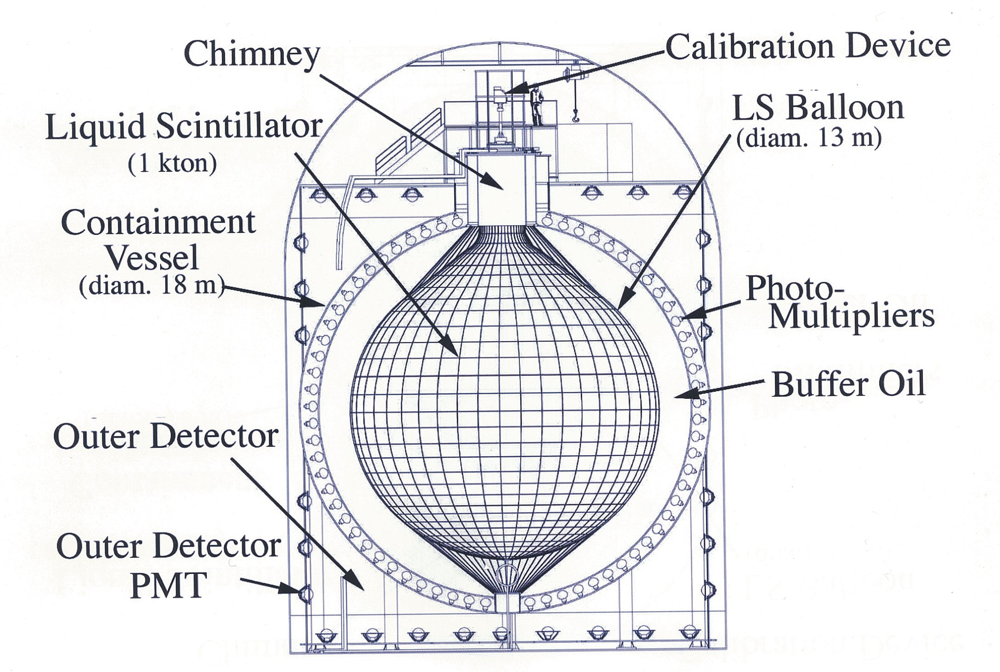 Chimney
Calibration Device
Liquid Scintillator
(1 kton)
LS Balloon
(diam. 13 m)
Containment
Vessel
(diam. 18 m)
Photo-
Multipliers
Buffer Oil
Outer Detector
Outer Detector
PMT